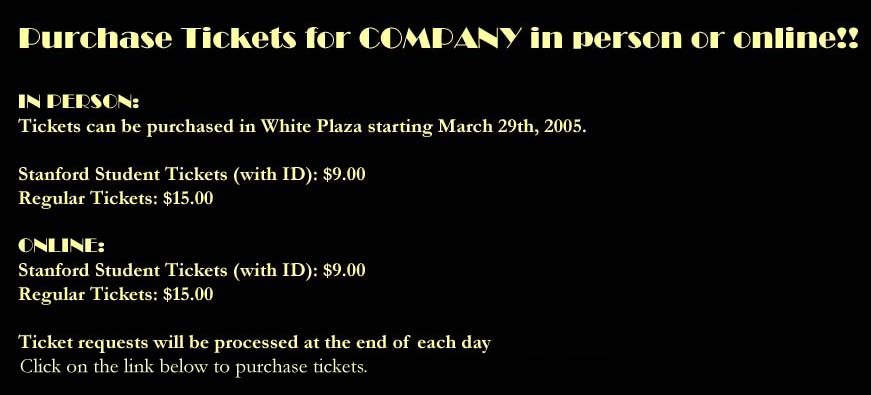 Purchase Tickets for COMPANY in person or online!!
IN PERSON:
Tickets can be purchased in White Plaza starting March 29th, 2005.
Stanford Student Tickets (with ID): $9.00
Regular Tickets: $15.00
ONLINE:
Stanford Student Tickets (with ID): $9.00
Regular Tickets: $15.00
Ticket requests will be processed at the end of each day
Click on the link below to purchase tickets.